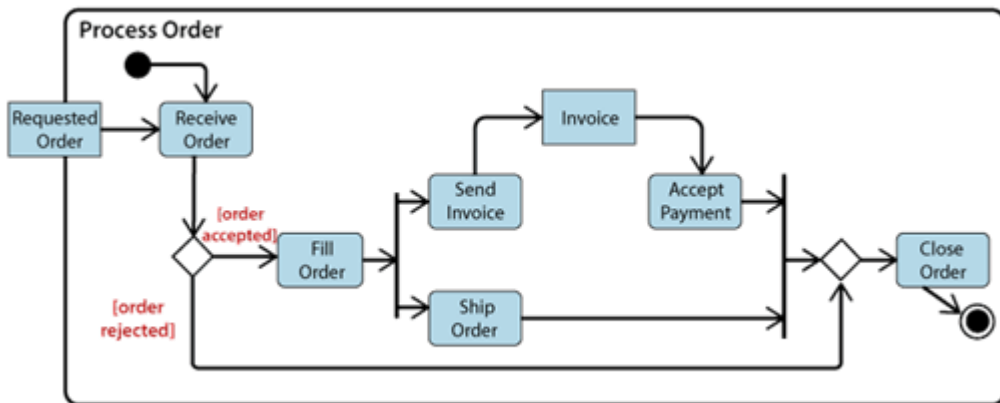 Process Order
Requested
Order
Receive
Order
Invoice
Send
Invoice
Accept
Payment
[order
accepted]
Fill
Order
Close
Order
[order
rejected]
Ship
Order